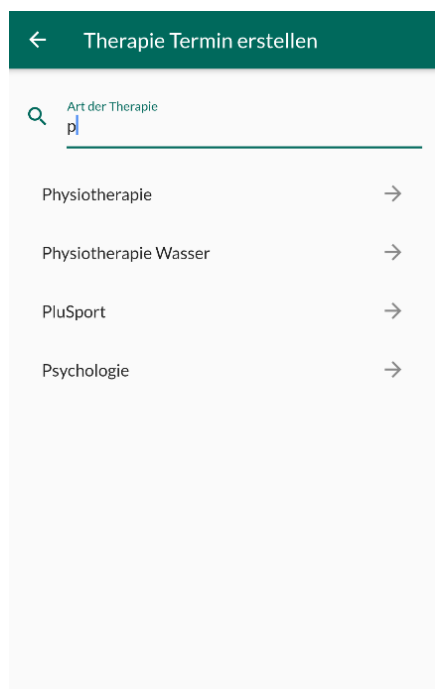 Therapie Termin erstellen
Art der Therapie
p
Physiotherapie
Physiotherapie Wasser
PluSport
Psychologie